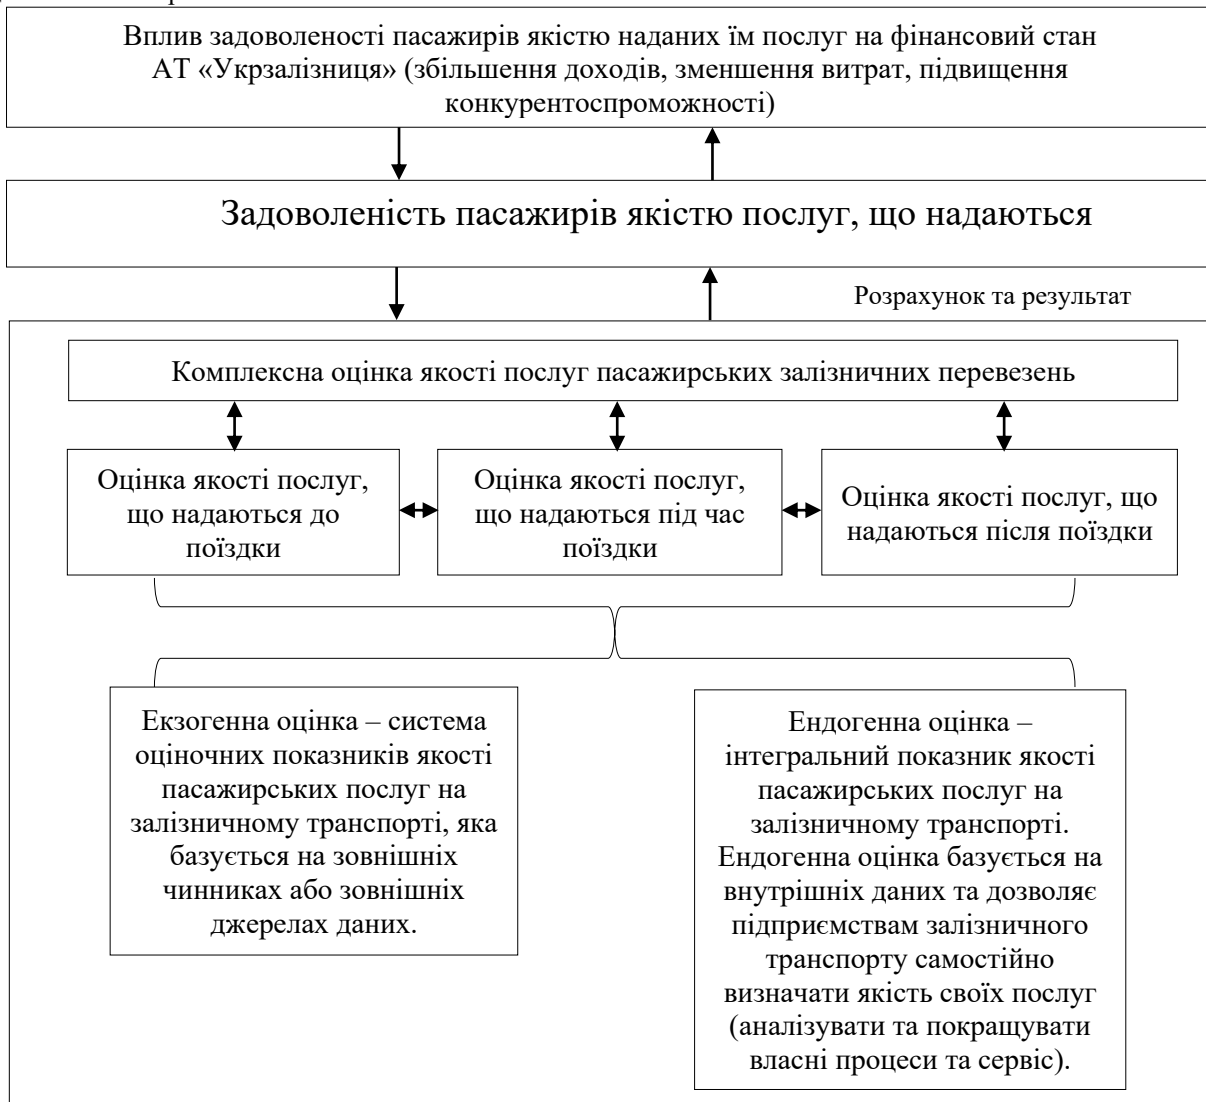 Вплив задоволеності пасажирів якістю наданих їм послуг на фінансовий стан
АТ «Укрзалізниця» (збільшення доходів, зменшення витрат, підвищення
конкурентоспроможності)
Задоволеність пасажирів якістю послуг, що надаються
Розрахунок та результат
Комплексна оцінка якості послуг пасажирських залізничних перевезень
Оцінка якості послуг,
що надаються до
поїздки
Оцінка якості послуг,
що надаються під час
поїздки
Оцінка якості послуг, що
надаються після поїздки
Екзогенна оцінка – система
оціночних показників якості
пасажирських послуг на
залізничному транспорті, яка
базується на зовнішніх
чинниках або зовнішніх
джерелах даних.
Ендогенна оцінка –
інтегральний показник якості
пасажирських послуг на
залізничному транспорті.
Ендогенна оцінка базується на
внутрішніх даних та дозволяє
підприємствам залізничного
транспорту самостійно
визначати якість своїх послуг
(аналізувати та покращувати
власні процеси та сервіс).